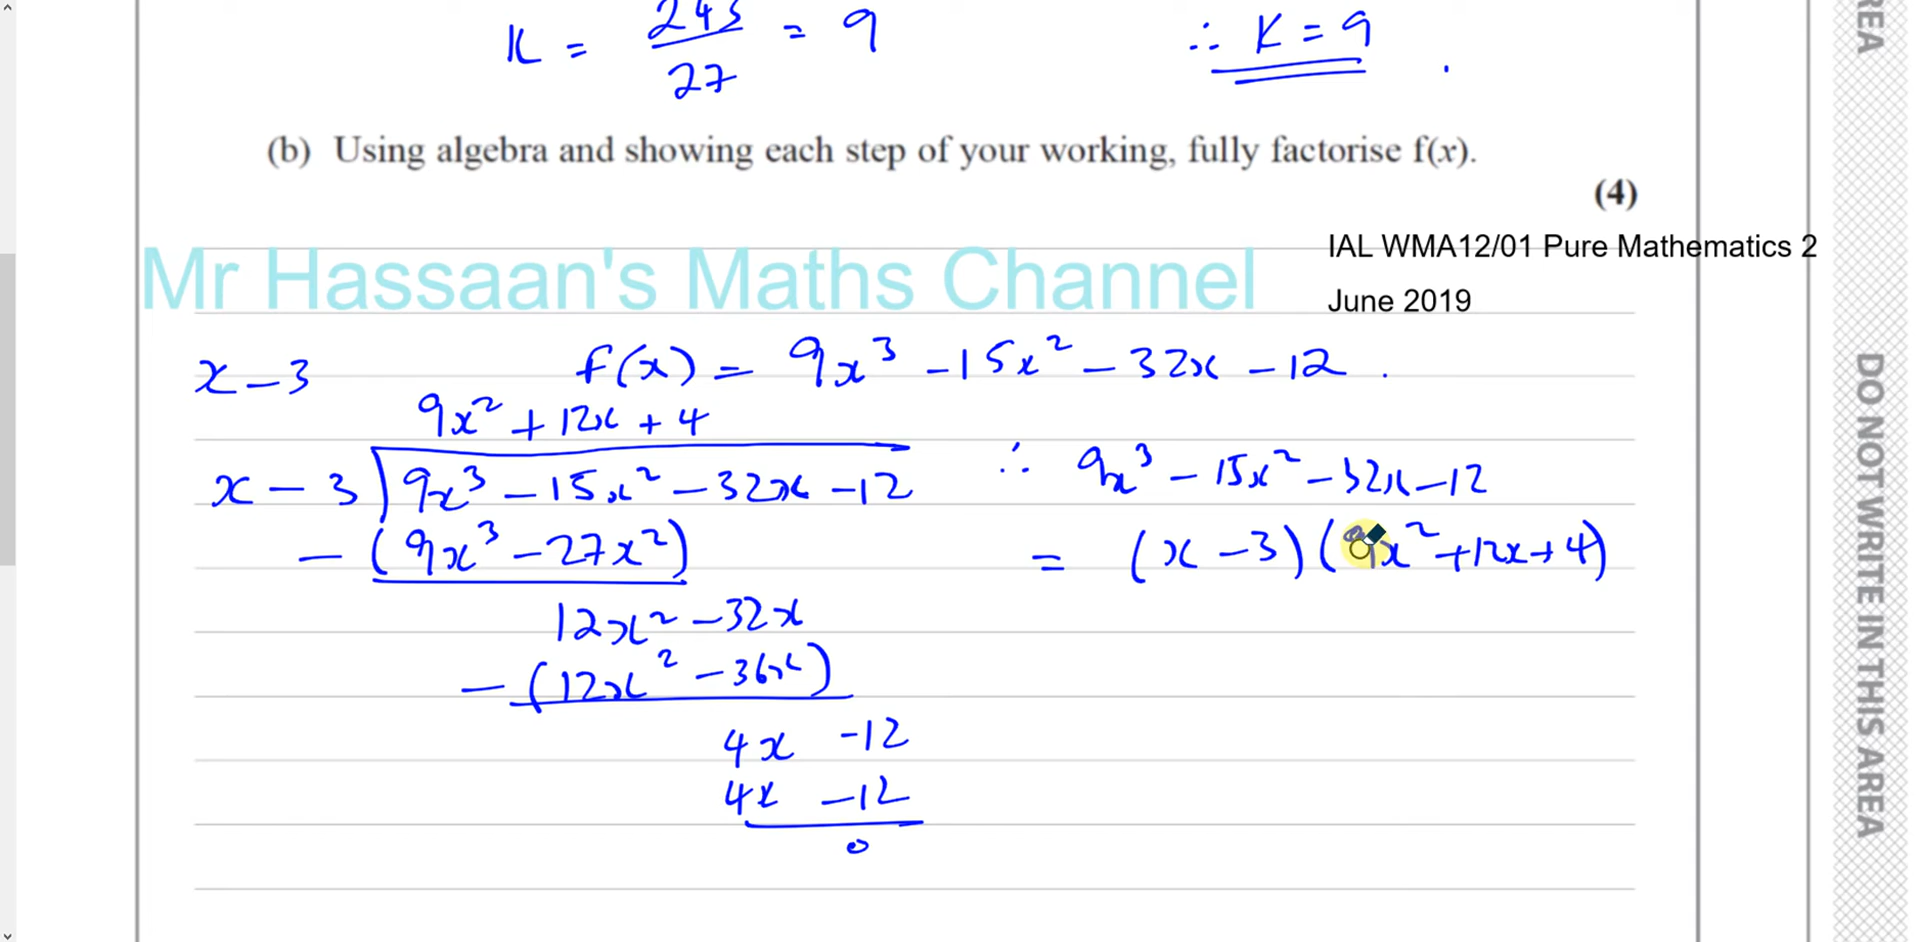 K = 243/27 = 9    ∴ K = 9 .
(b) Using algebra and showing each step of your working, fully factorise f(x).
(4)
IAL WMA12/01 Pure Mathematics 2
Mr Hassaan's Maths Channel
June 2019
x - 3    f(x) = 9x³ - 15x² - 32x - 12 .
9x² + 12x + 4
x - 3 ) 9x³ - 15x² - 32x - 12    ∴ 9x³ - 15x² - 32x - 12
- (9x³ - 27x²)    = (x - 3)(9x² + 12x + 4)
12x² - 32x
- (12x² - 36x)
4x - 12
4x - 12
0
AREA
DO NOT WRITE IN THIS AREA